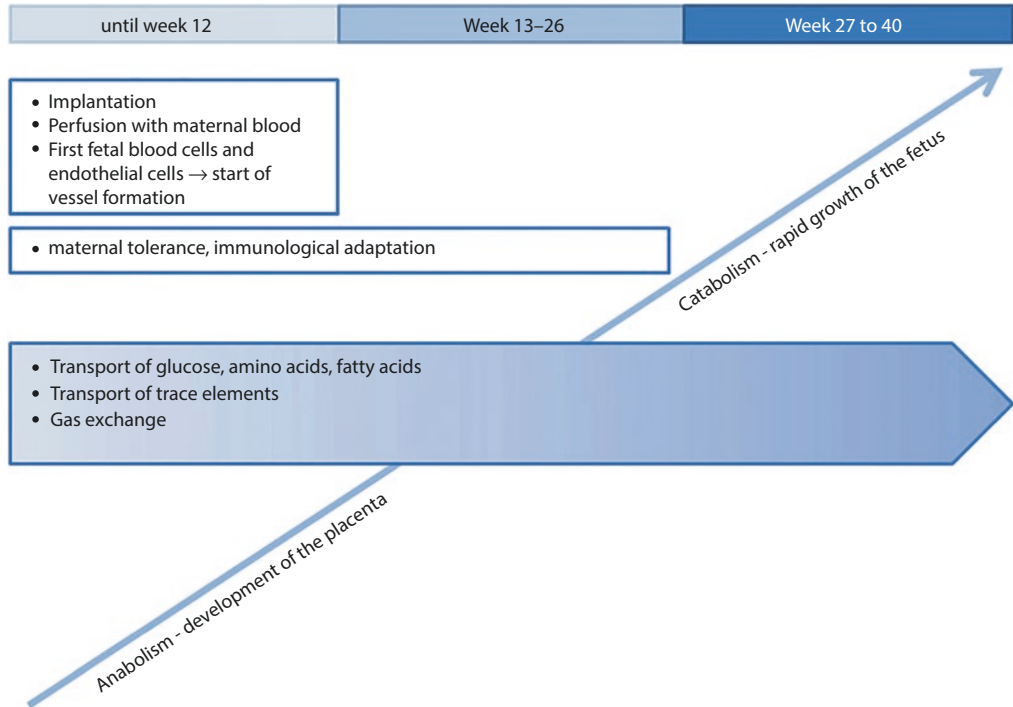 until week 12
Week 13–26
Week 27 to 40
• Implantation
• Perfusion with maternal blood
• First fetal blood cells and
endothelial cells → start of
vessel formation
• maternal tolerance, immunological adaptation
Catabolism - rapid growth of the fetus
• Transport of glucose, amino acids, fatty acids
• Transport of trace elements
• Gas exchange
Anabolism - development of the placenta